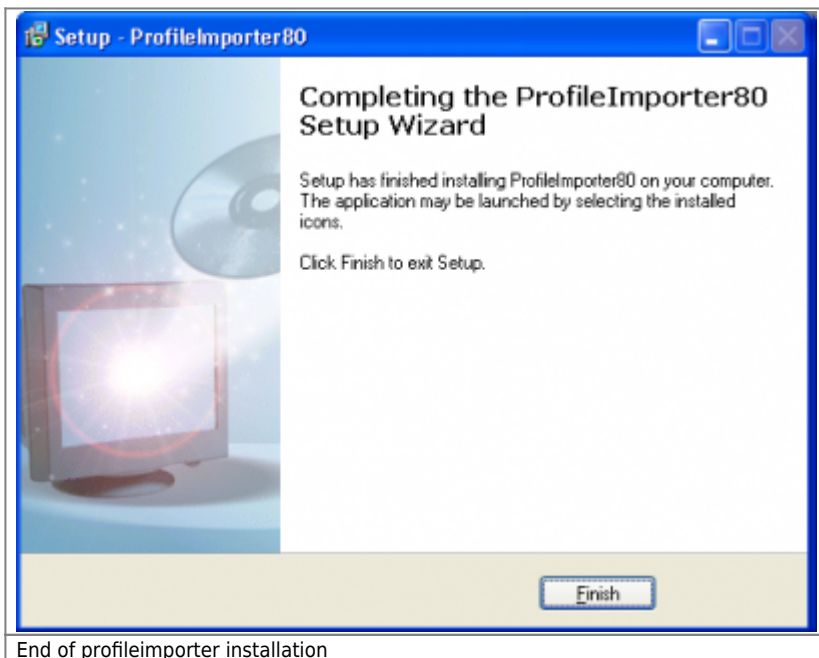 Setup - ProfileImporter80
Completing the ProfileImporter80
Setup Wizard
Setup has finished installing ProfileImporter80 on your computer.
The application may be launched by selecting the installed
icons.
Click Finish to exit Setup.
Finish
End of profileimporter installation